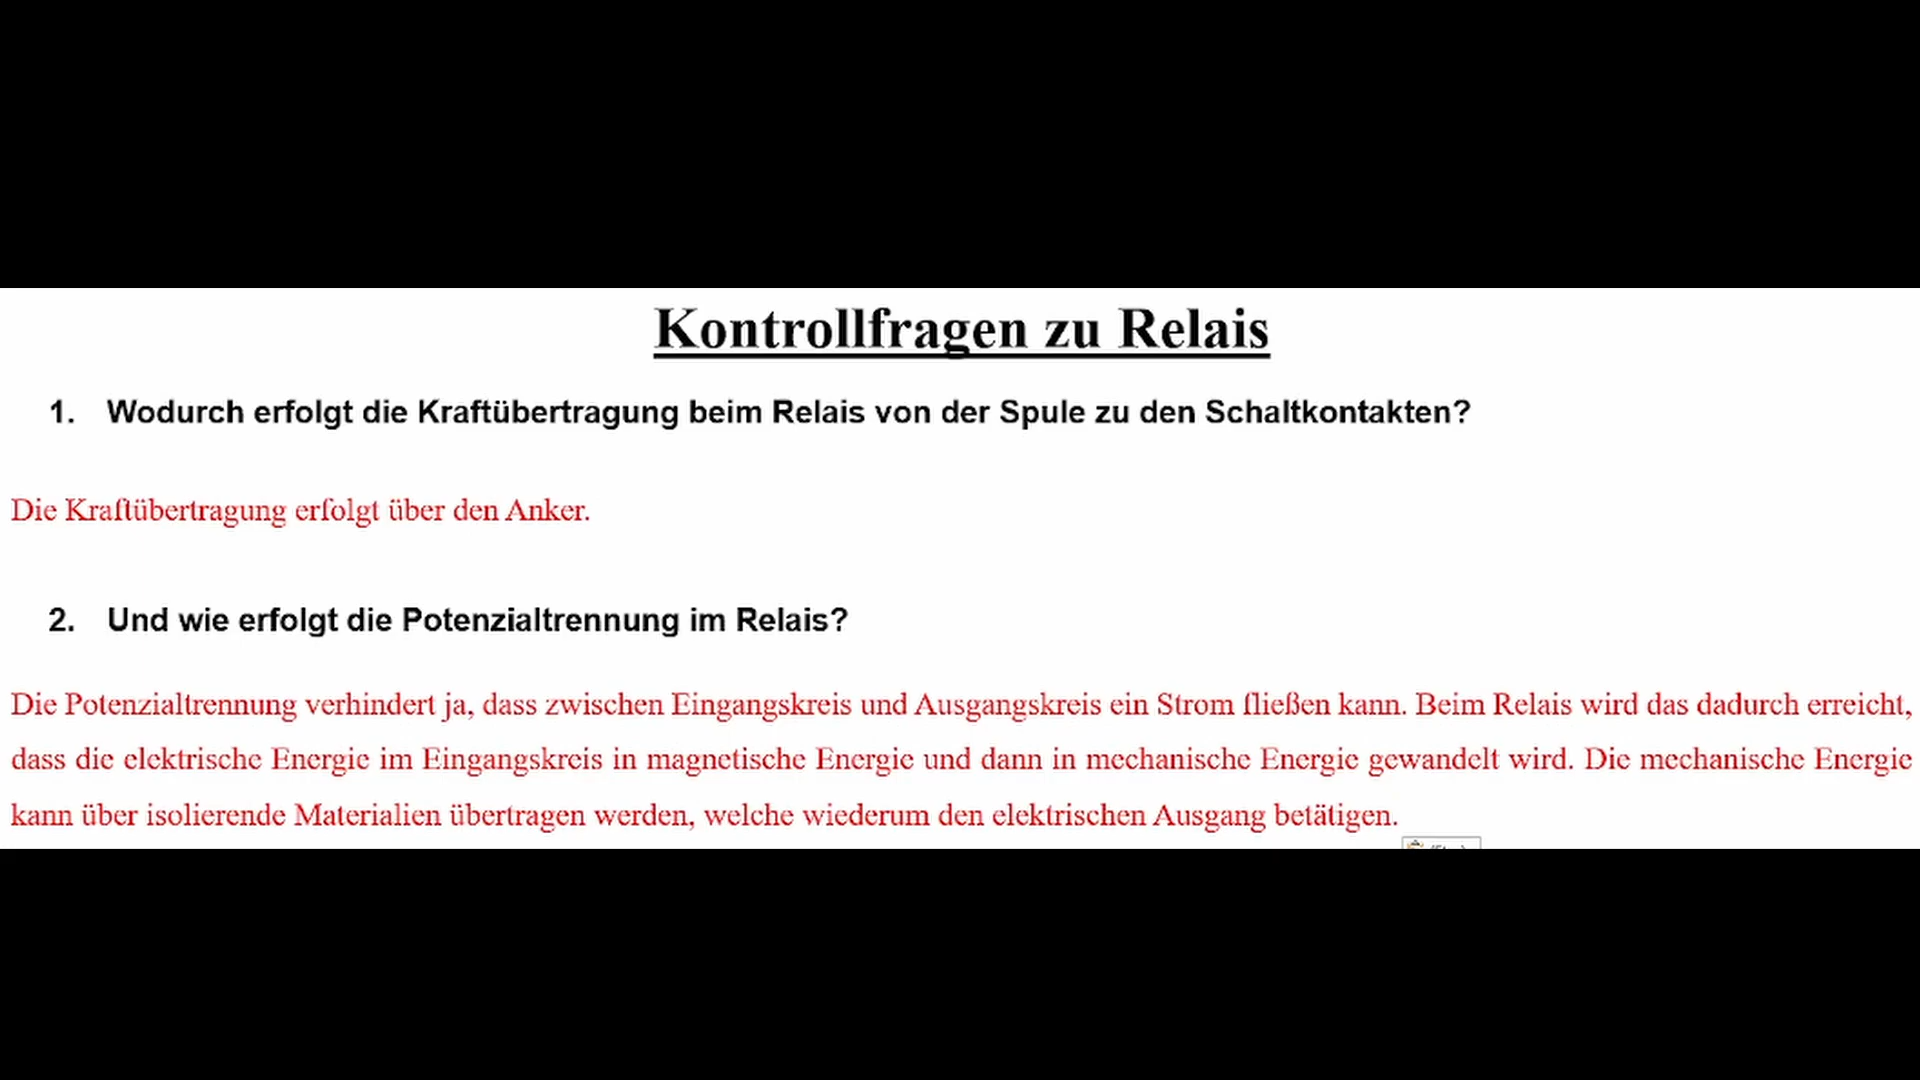 Kontrollfragen zu Relais
1. Wodurch erfolgt die Kraftübertragung beim Relais von der Spule zu den Schaltkontakten?
Die Kraftübertragung erfolgt über den Anker.
2. Und wie erfolgt die Potenzialtrennung im Relais?
Die Potenzialtrennung verhindert ja, dass zwischen Eingangskreis und Ausgangskreis ein Strom fließen kann. Beim Relais wird das dadurch erreicht,
dass die elektrische Energie im Eingangskreis in magnetische Energie und dann in mechanische Energie gewandelt wird. Die mechanische Energie
kann über isolierende Materialien übertragen werden, welche wiederum den elektrischen Ausgang betätigen.